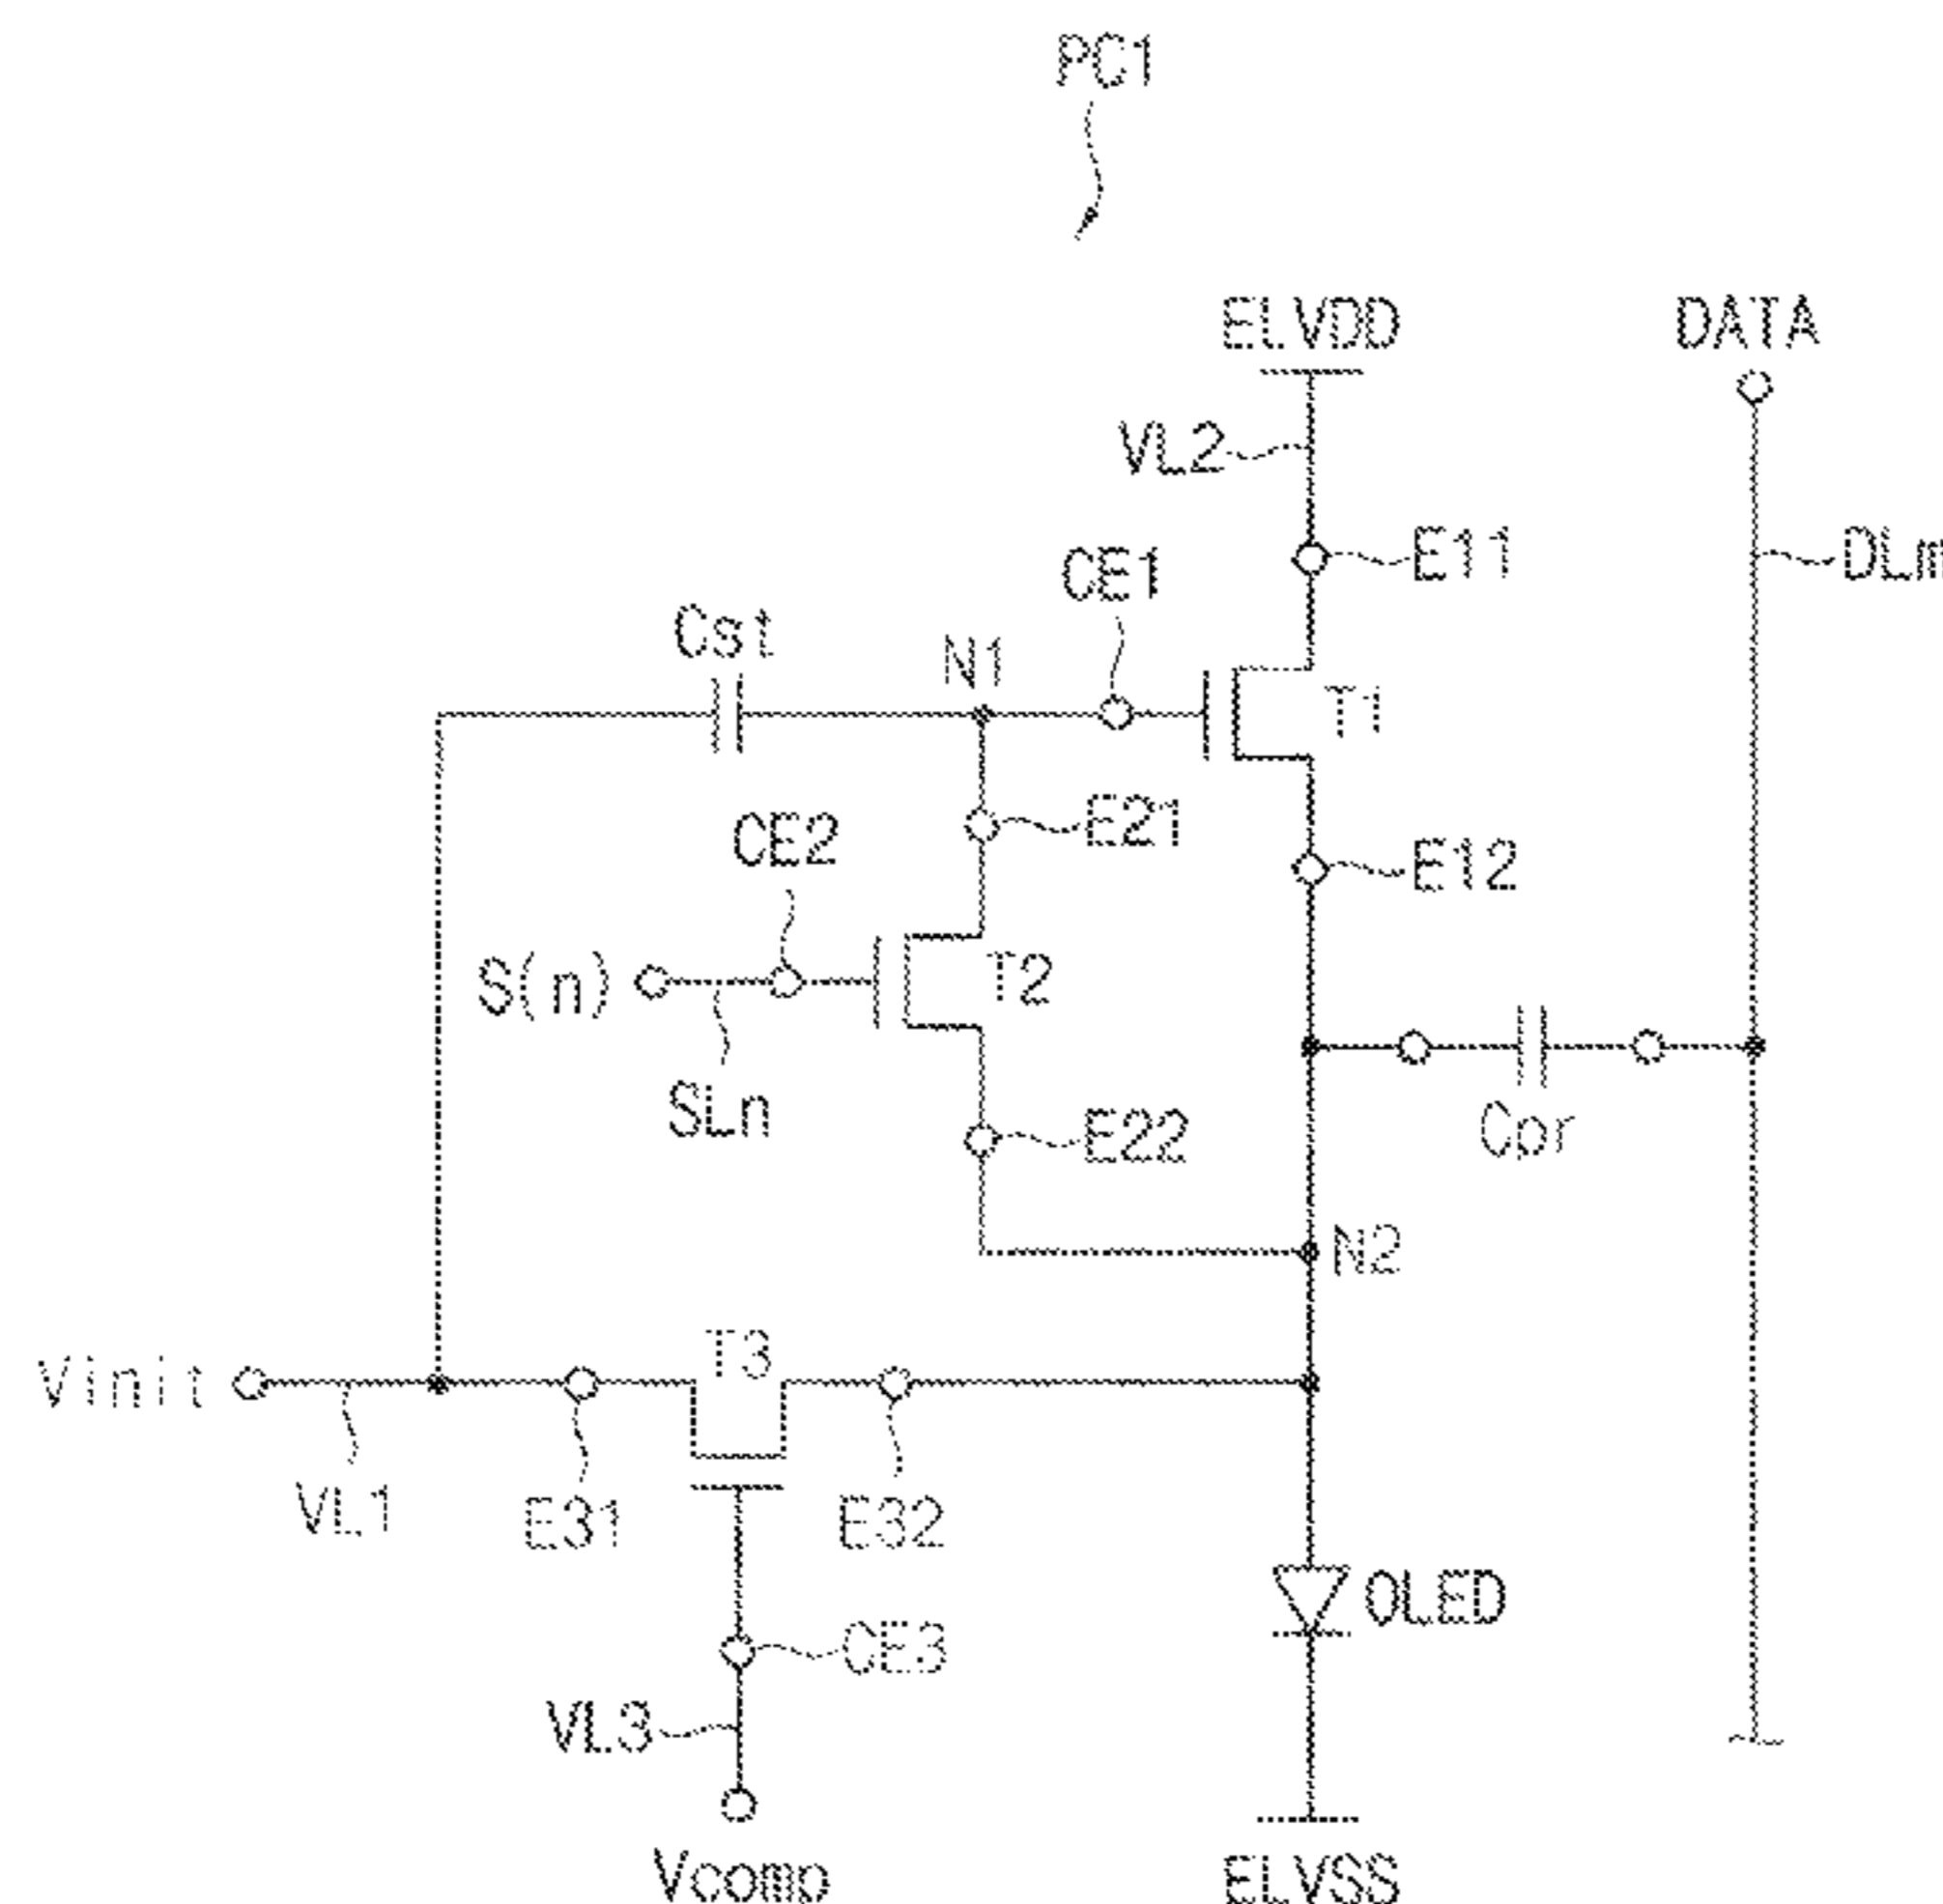 PC1
ELVDD
DATA
VL2
E11
DLm
CE1
Cst
N1
T1
E21
CE2
E12
S(n)
T2
SLn
E22
Cpr
N2
T3
Vinit
VL1
E31
E32
OLED
CE3
VL3
Vcomp
ELVSS